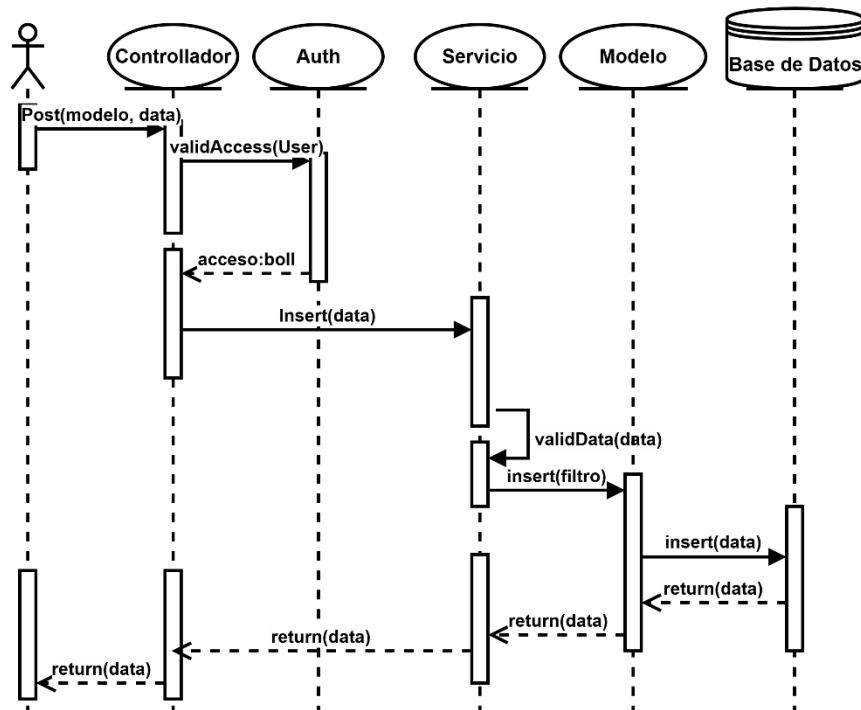 Controllador
Auth
Servicio
Modelo
Base de Datos
Post(modelo, data)
validAccess(User)
acceso:boll
Insert(data)
validData(data)
insert(filtro)
insert(data)
return(data)
return(data)
return(data)
return(data)